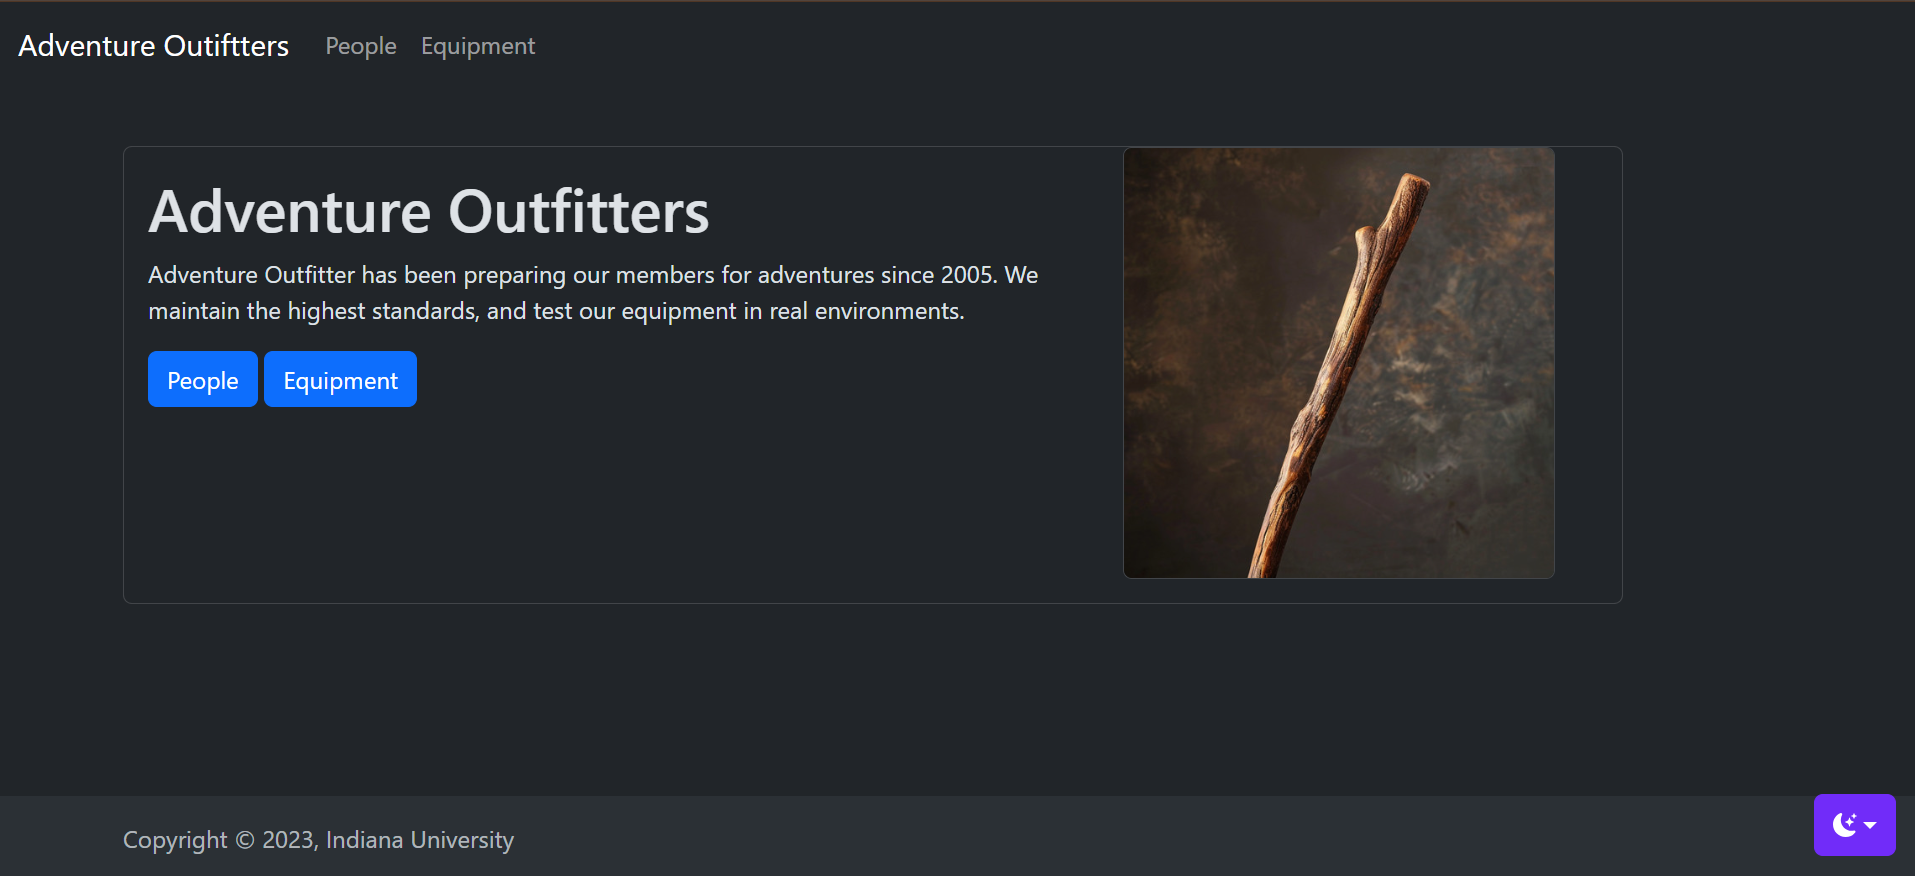 Adventure Outiftters People Equipment
Adventure Outfitters
Adventure Outfitter has been preparing our members for adventures since 2005. We
maintain the highest standards, and test our equipment in real environments.
People Equipment
Copyright © 2023, Indiana University